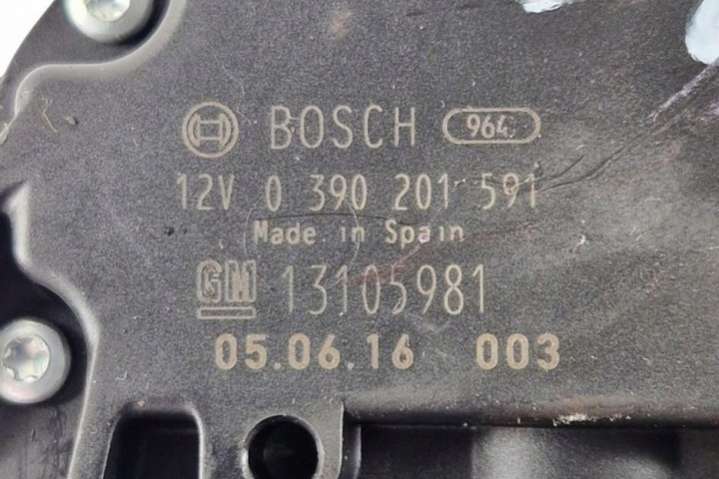 BOSCH 964
12V 0 390 201 591
Made in Spain
GM 13105981
05.06.16 003